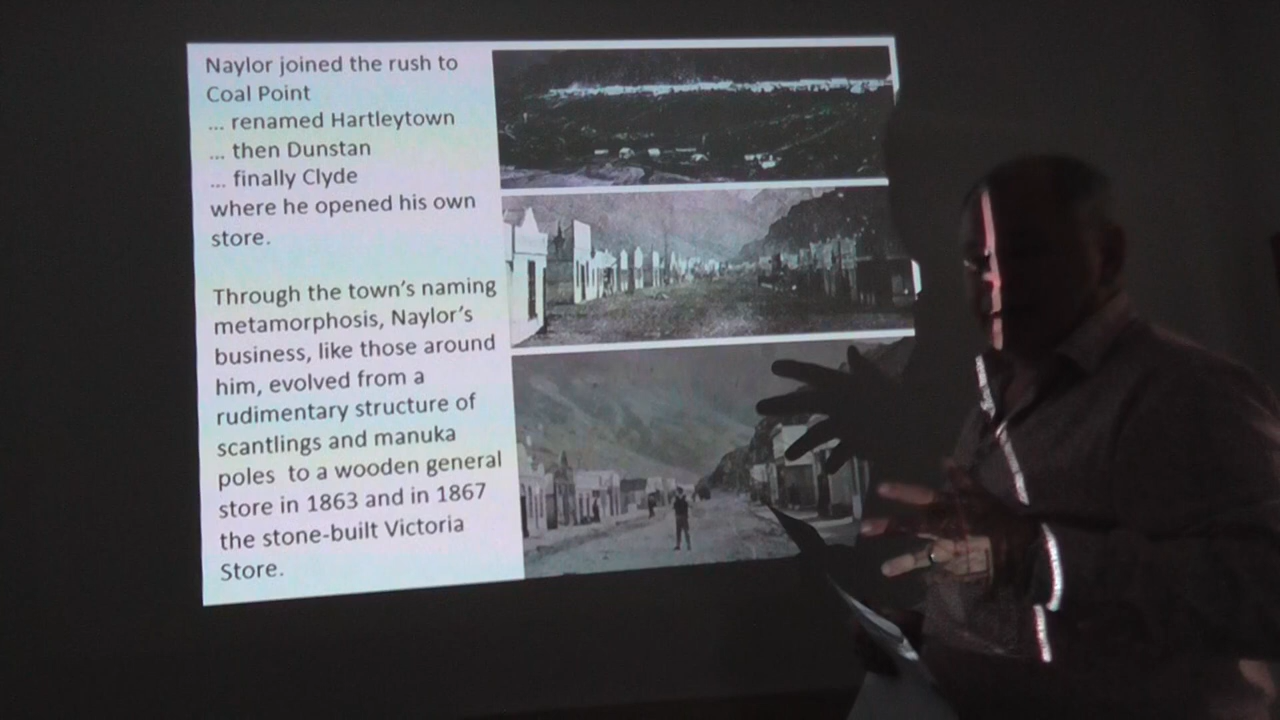 Naylor joined the rush to
Coal Point
... renamed Hartleytown
... then Dunstan
... finally Clyde
where he opened his own
store.
Through the town's naming
metamorphosis, Naylor's
business, like those around
him, evolved from a
rudimentary structure of
scantlings and manuka
poles  to a wooden general
store in 1863 and in 1867
the stone-built Victoria
Store.